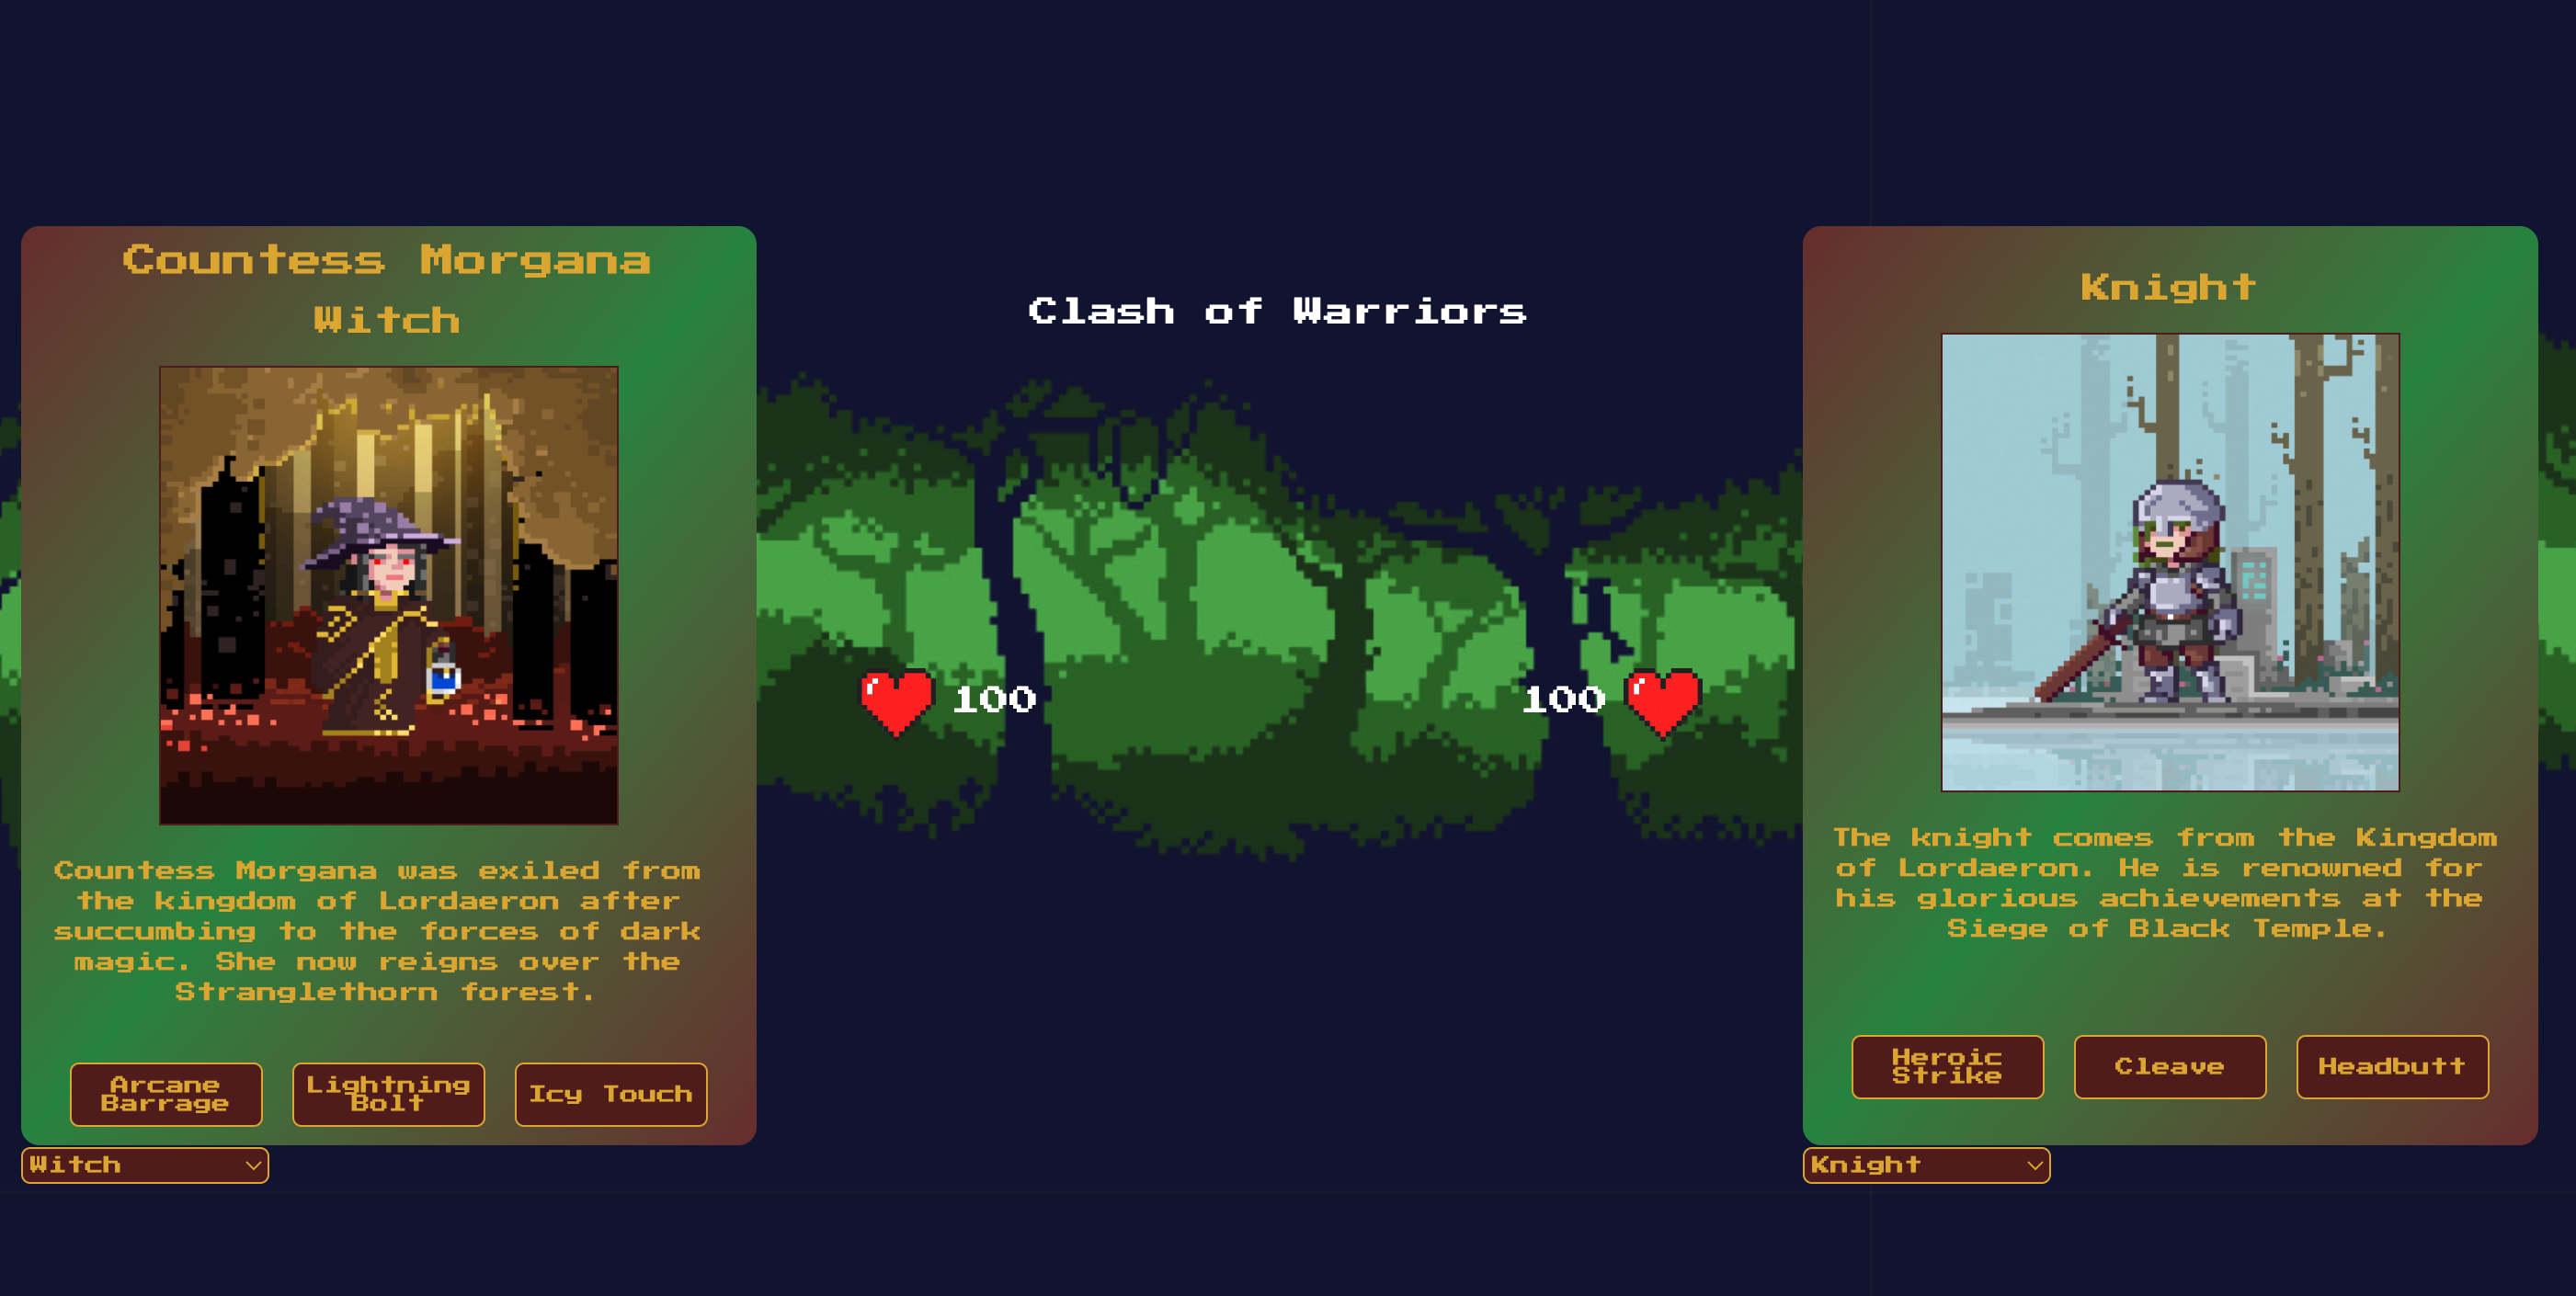 Countess Morgana
Witch
Countess Morgana was exiled from
the kingdom of Lordaeron after
succumbing to the forces of dark
magic. She now reigns over the
Stranglethorn forest.
Arcane
Barrage
Lightning
Bolt
Icy Touch
Witch
Clash of Warriors
100
100
Knight
The knight comes from the Kingdom
of Lordaeron. He is renowned for
his glorious achievements at the
Siege of Black Temple.
Heroic
Strike
Cleave
Headbutt
Knight